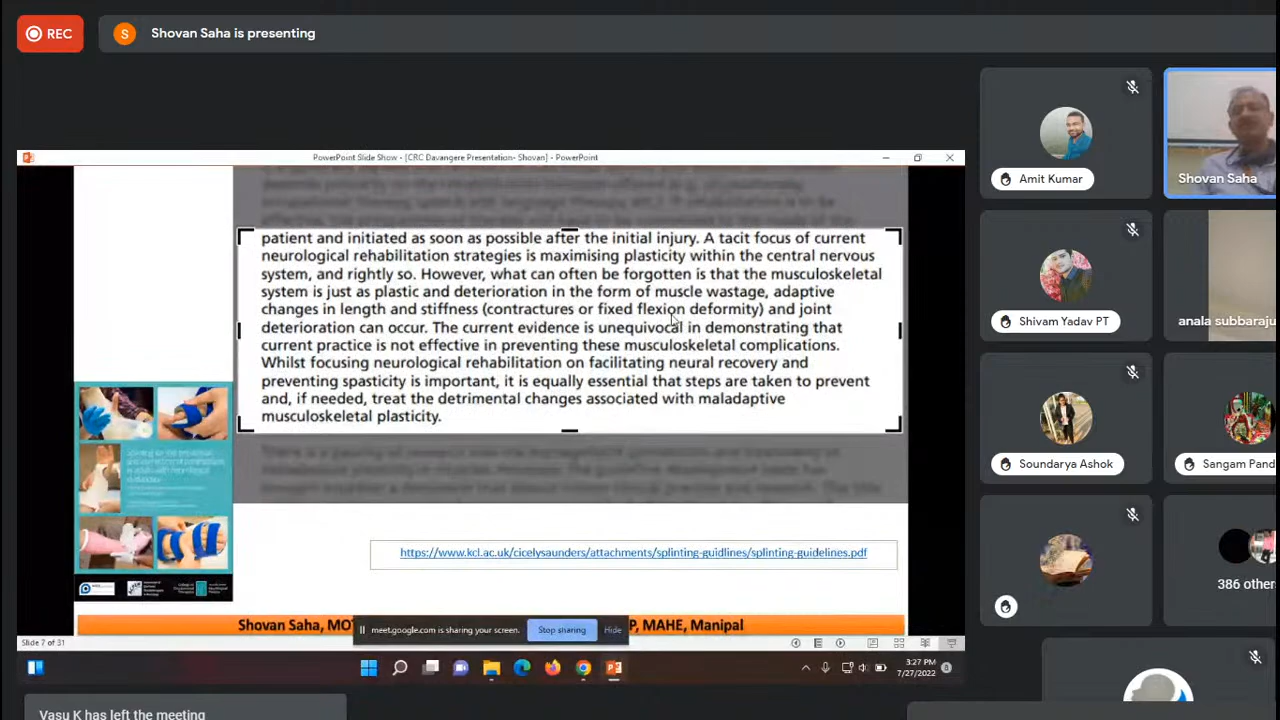 REC
S
Shovan Saha is presenting
PowerPoint Slide Show - [CRC Davangere Presentation- Shovan] - PowerPoint
patient and initiated as soon as possible after the initial injury. A tacit focus of current
neurological rehabilitation strategies is maximising plasticity within the central nervous
system, and rightly so. However, what can often be forgotten is that the musculoskeletal
system is just as plastic and deterioration in the form of muscle wastage, adaptive
changes in length and stiffness (contractures or fixed flexion deformity) and joint
deterioration can occur. The current evidence is unequivocal in demonstrating that
current practice is not effective in preventing these musculoskeletal complications.
Whilst focusing neurological rehabilitation on facilitating neural recovery and
preventing spasticity is important, it is equally essential that steps are taken to prevent
and, if needed, treat the detrimental changes associated with maladaptive
musculoskeletal plasticity.
https://www.kcl.ac.uk/cicelysaunders/attachments/splinting-guidlines/splinting-guidelines.pdf
Shovan Saha, P, MAHE, Manipal
meet.google.com is sharing your screen.
Stop sharing
Hide
Slide 7 of 31
3:27 PM
7/27/2022
Vasu K has left the meeting
Amit Kumar
Shovan Saha
Shivam Yadav PT
anala subbaraju
Soundarya Ashok
Sangam Pand
386 other